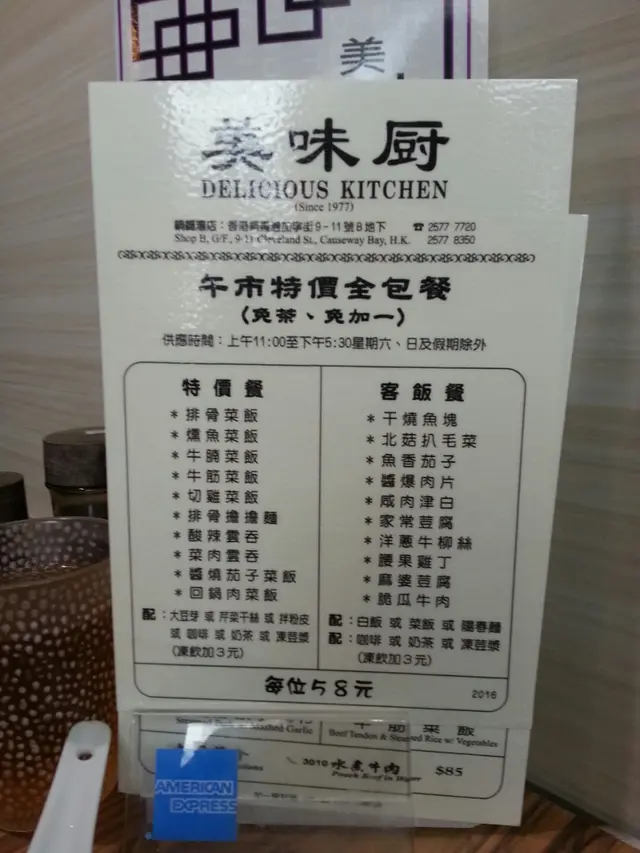 美
美味厨
DELICIOUS KITCHEN
(Since 1977)
銅鑼灣店：香港銅鑼灣加寧街9-11號B地下 ☎ 2577 7720
Shop B, G/F., 9-11 Cleveland St., Causeway Bay, H.K. 2577 8350
午市特價全包餐
(免茶、免加一)
供應時間：上午11:00至下午5:30星期六、日及假期除外
特價餐
* 排骨菜飯
* 燻魚菜飯
* 牛腩菜飯
* 牛筋菜飯
* 切雞菜飯
* 排骨擔擔麵
* 酸辣雲吞
* 菜肉雲吞
* 醬燒茄子菜飯
* 回鍋肉菜飯
配：大豆芽 或 芹菜干絲 或 拌粉皮
或 咖啡 或 奶茶 或 凍荳漿
(凍飲加3元)
客飯餐
* 干燒魚塊
* 北菇扒毛菜
* 魚香茄子
* 醬爆肉片
* 咸肉津白
* 家常荳腐
* 洋蔥牛柳絲
* 腰果雞丁
* 麻婆荳腐
* 脆瓜牛肉
配：白飯 或 菜飯 或 陽春麵
配：咖啡 或 奶茶 或 凍荳漿
(凍飲加3元)
每位58元
2016
Mashed Garlic
牛筋菜飯
Beef Tendon & Steamed Rice w/ Vegetables
3010 水煮牛肉 $85
AMERICAN
EXPRESS